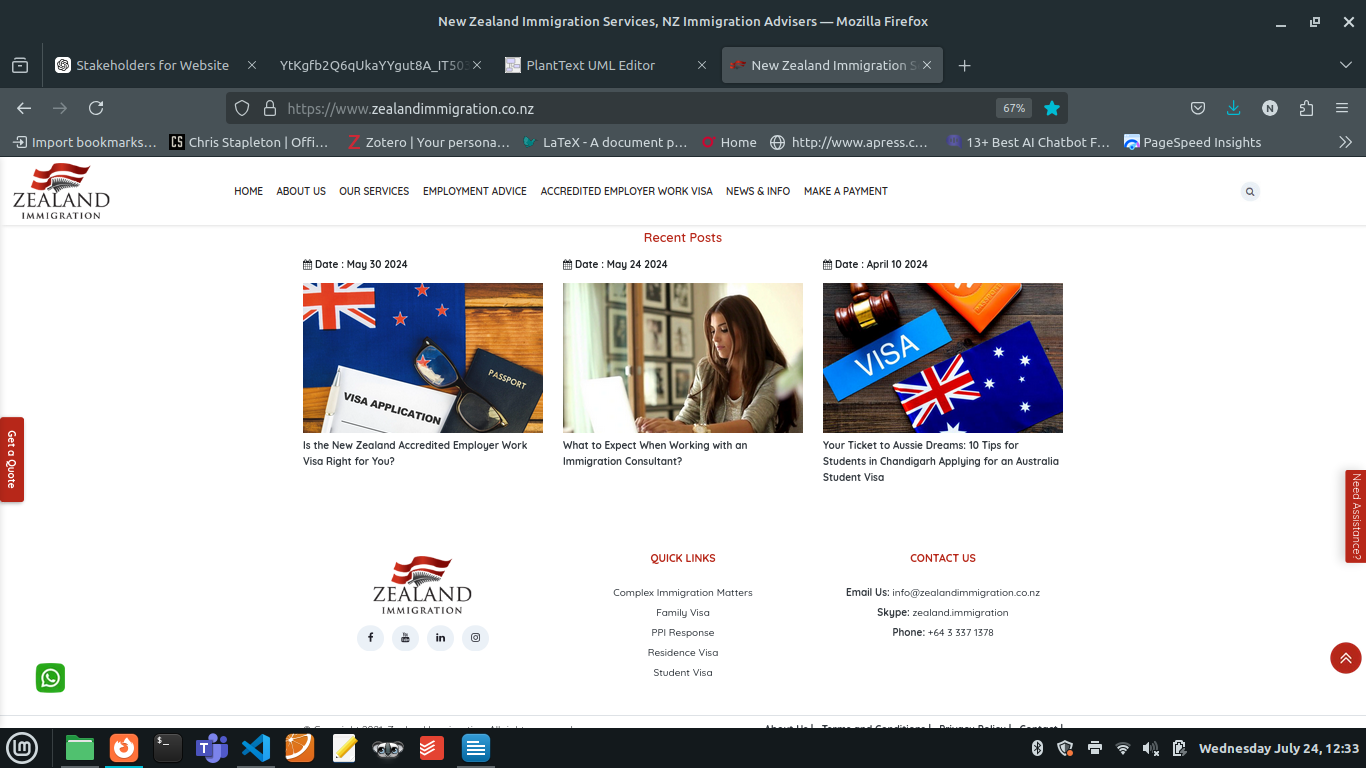 New Zealand Immigration Services, NZ Immigration Advisers — Mozilla Firefox
Stakeholders for Website
YtKgfb2Q6qUkaYYgut8A_IT503
PlantText UML Editor
New Zealand Immigration S
https://www.zealandimmigration.co.nz
67%
N
Import bookmarks...
CS
Chris Stapleton | Offi...
Z
Zotero | Your persona...
LaTeX - A document p...
Home
http://www.apress.c...
13+ Best AI Chatbot F...
PageSpeed Insights
ZEALAND
IMMIGRATION
HOME
ABOUT US
OUR SERVICES
EMPLOYMENT ADVICE
ACCREDITED EMPLOYER WORK VISA
NEWS & INFO
MAKE A PAYMENT
Recent Posts
Date : May 30 2024
Date : May 24 2024
Date : April 10 2024
VISA APPLICATION
PASSPORT
VISA
Is the New Zealand Accredited Employer Work
Visa Right for You?
What to Expect When Working with an
Immigration Consultant?
Your Ticket to Aussie Dreams: 10 Tips for
Students in Chandigarh Applying for an Australia
Student Visa
Get a Quote
Need Assistance?
ZEALAND
IMMIGRATION
QUICK LINKS
Complex Immigration Matters
Family Visa
PPI Response
Residence Visa
Student Visa
CONTACT US
Email Us: info@zealandimmigration.co.nz
Skype: zealand.immigration
Phone: +64 3 337 1378
About Us | Terms and Conditions | Privacy Policy | Contact |
Wednesday July 24, 12:33